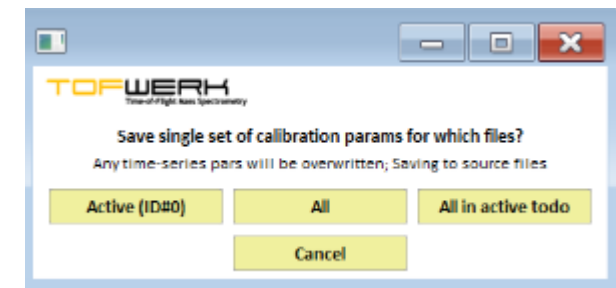 TOFWERK
Time-of-Flight Mass Spectrometry
Save single set of calibration params for which files?
Any time-series pars will be overwritten; Saving to source files
Active (ID#0)
All
All in active todo
Cancel